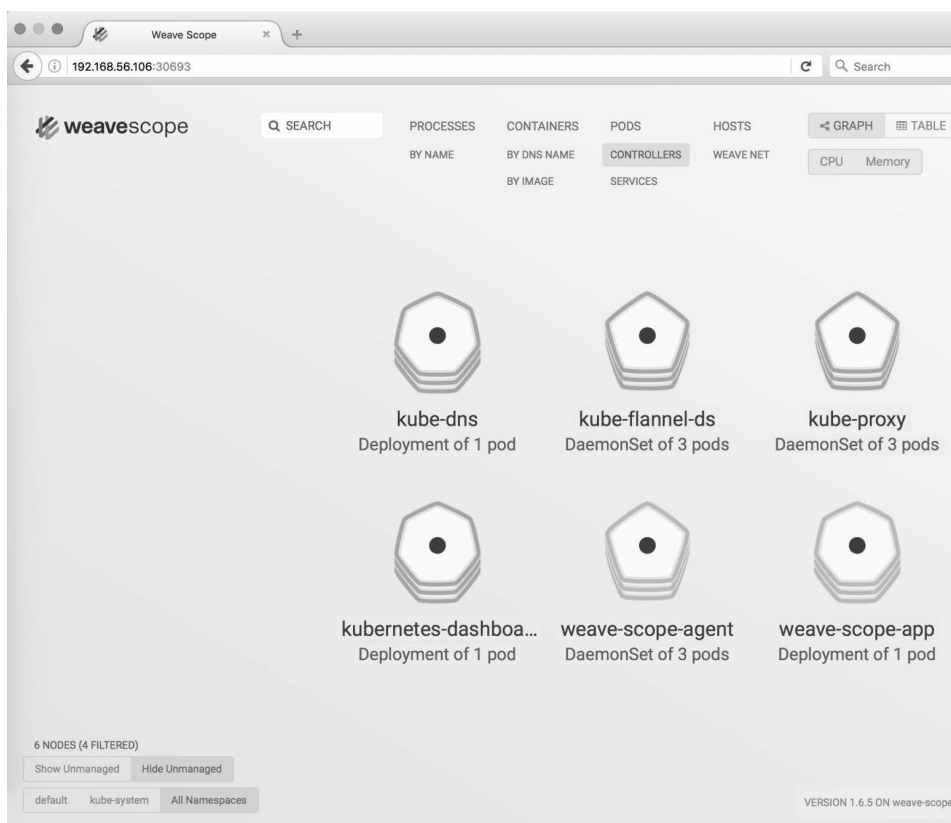 Weave Scope
192.168.56.106:30693
Search
weavescope
SEARCH
PROCESSES CONTAINERS PODS HOSTS GRAPH TABLE
BY NAME BY DNS NAME CONTROLLERS WEAVE NET CPU Memory
BY IMAGE SERVICES
kube-dns kube-flannel-ds kube-proxy
Deployment of 1 pod DaemonSet of 3 pods DaemonSet of 3 pods
kubernetes-dashboa... weave-scope-agent weave-scope-app
Deployment of 1 pod DaemonSet of 3 pods Deployment of 1 pod
6 NODES (4 FILTERED)
Show Unmanaged Hide Unmanaged
default kube-system All Namespaces
VERSION 1.6.5 ON weave-scope